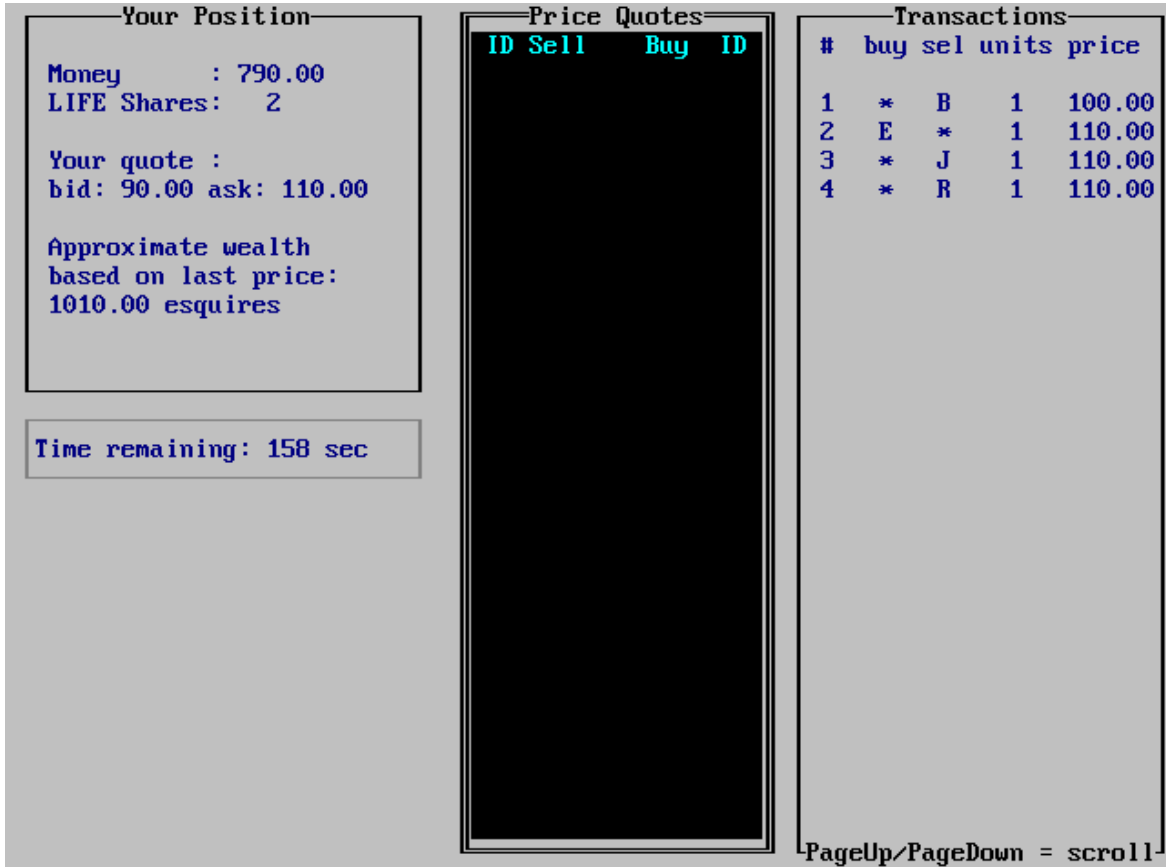 Your Position
Money : 790.00
LIFE Shares: 2
Your quote :
bid: 90.00 ask: 110.00
Approximate wealth
based on last price:
1010.00 esquires
Time remaining: 158 sec
Price Quotes
ID Sell Buy ID
Transactions
# buy sel units price
1 * B 1 100.00
2 E * 1 110.00
3 * J 1 110.00
4 * R 1 110.00
PageUp/PageDown = scroll